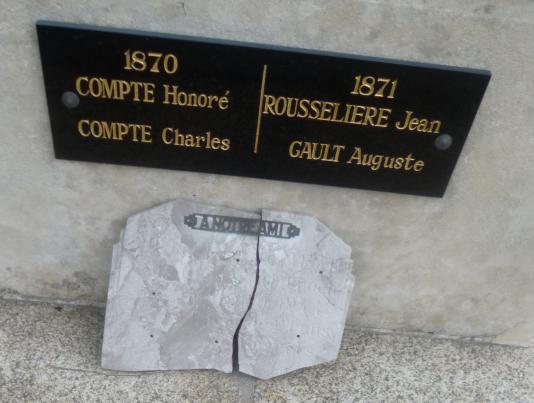 1870
COMPTE Honoré
COMPTE Charles
1871
ROUSSELIERE Jean
GAULT Auguste
A NOTRE AMI